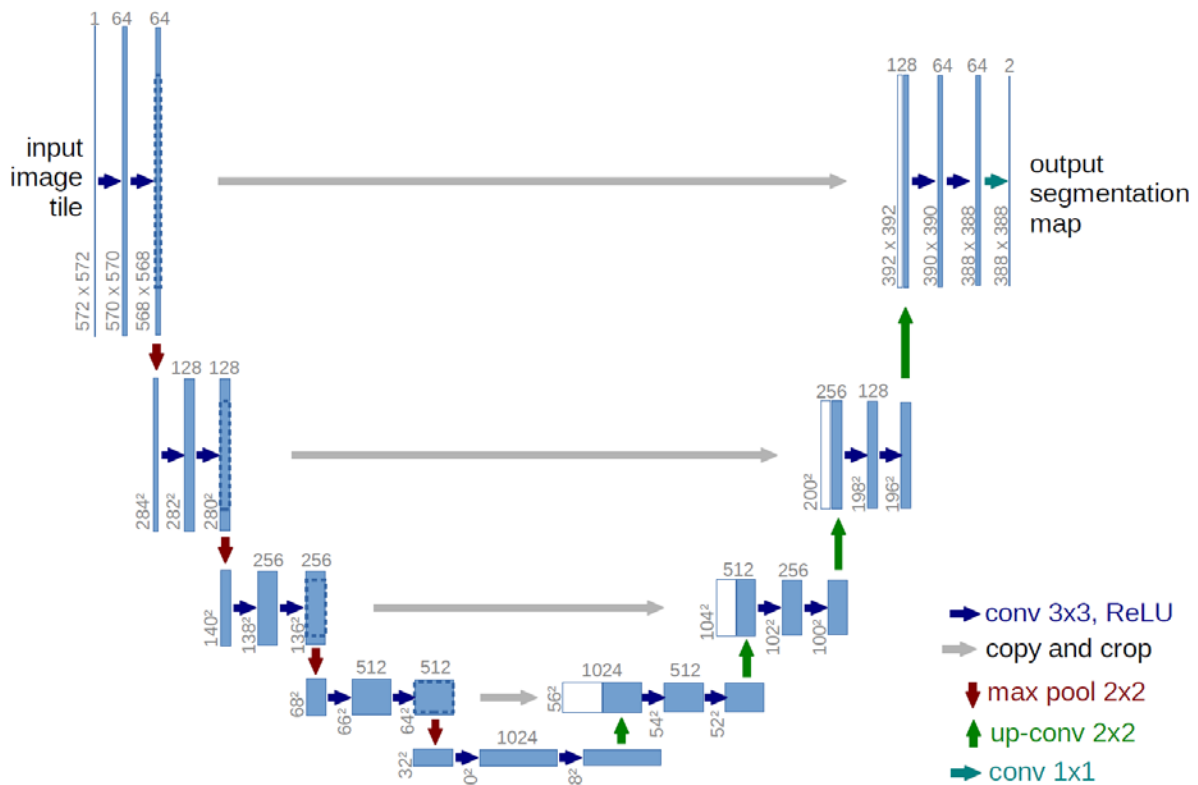 1 64 64
128 64 64 2
input
image
tile
output
segmentation
map
572 x 572
570 x 570
568 x 568
392 x 392
390 x 390
388 x 388
388 x 388
128 128
256 128
284²
282²
280²
200²
198²
196²
256 256
512 256
140²
138²
136²
104²
102²
100²
512 512
1024 512
68²
66²
64²
56²
54²
52²
1024
32²
0²
8²
conv 3x3, ReLU
copy and crop
max pool 2x2
up-conv 2x2
conv 1x1